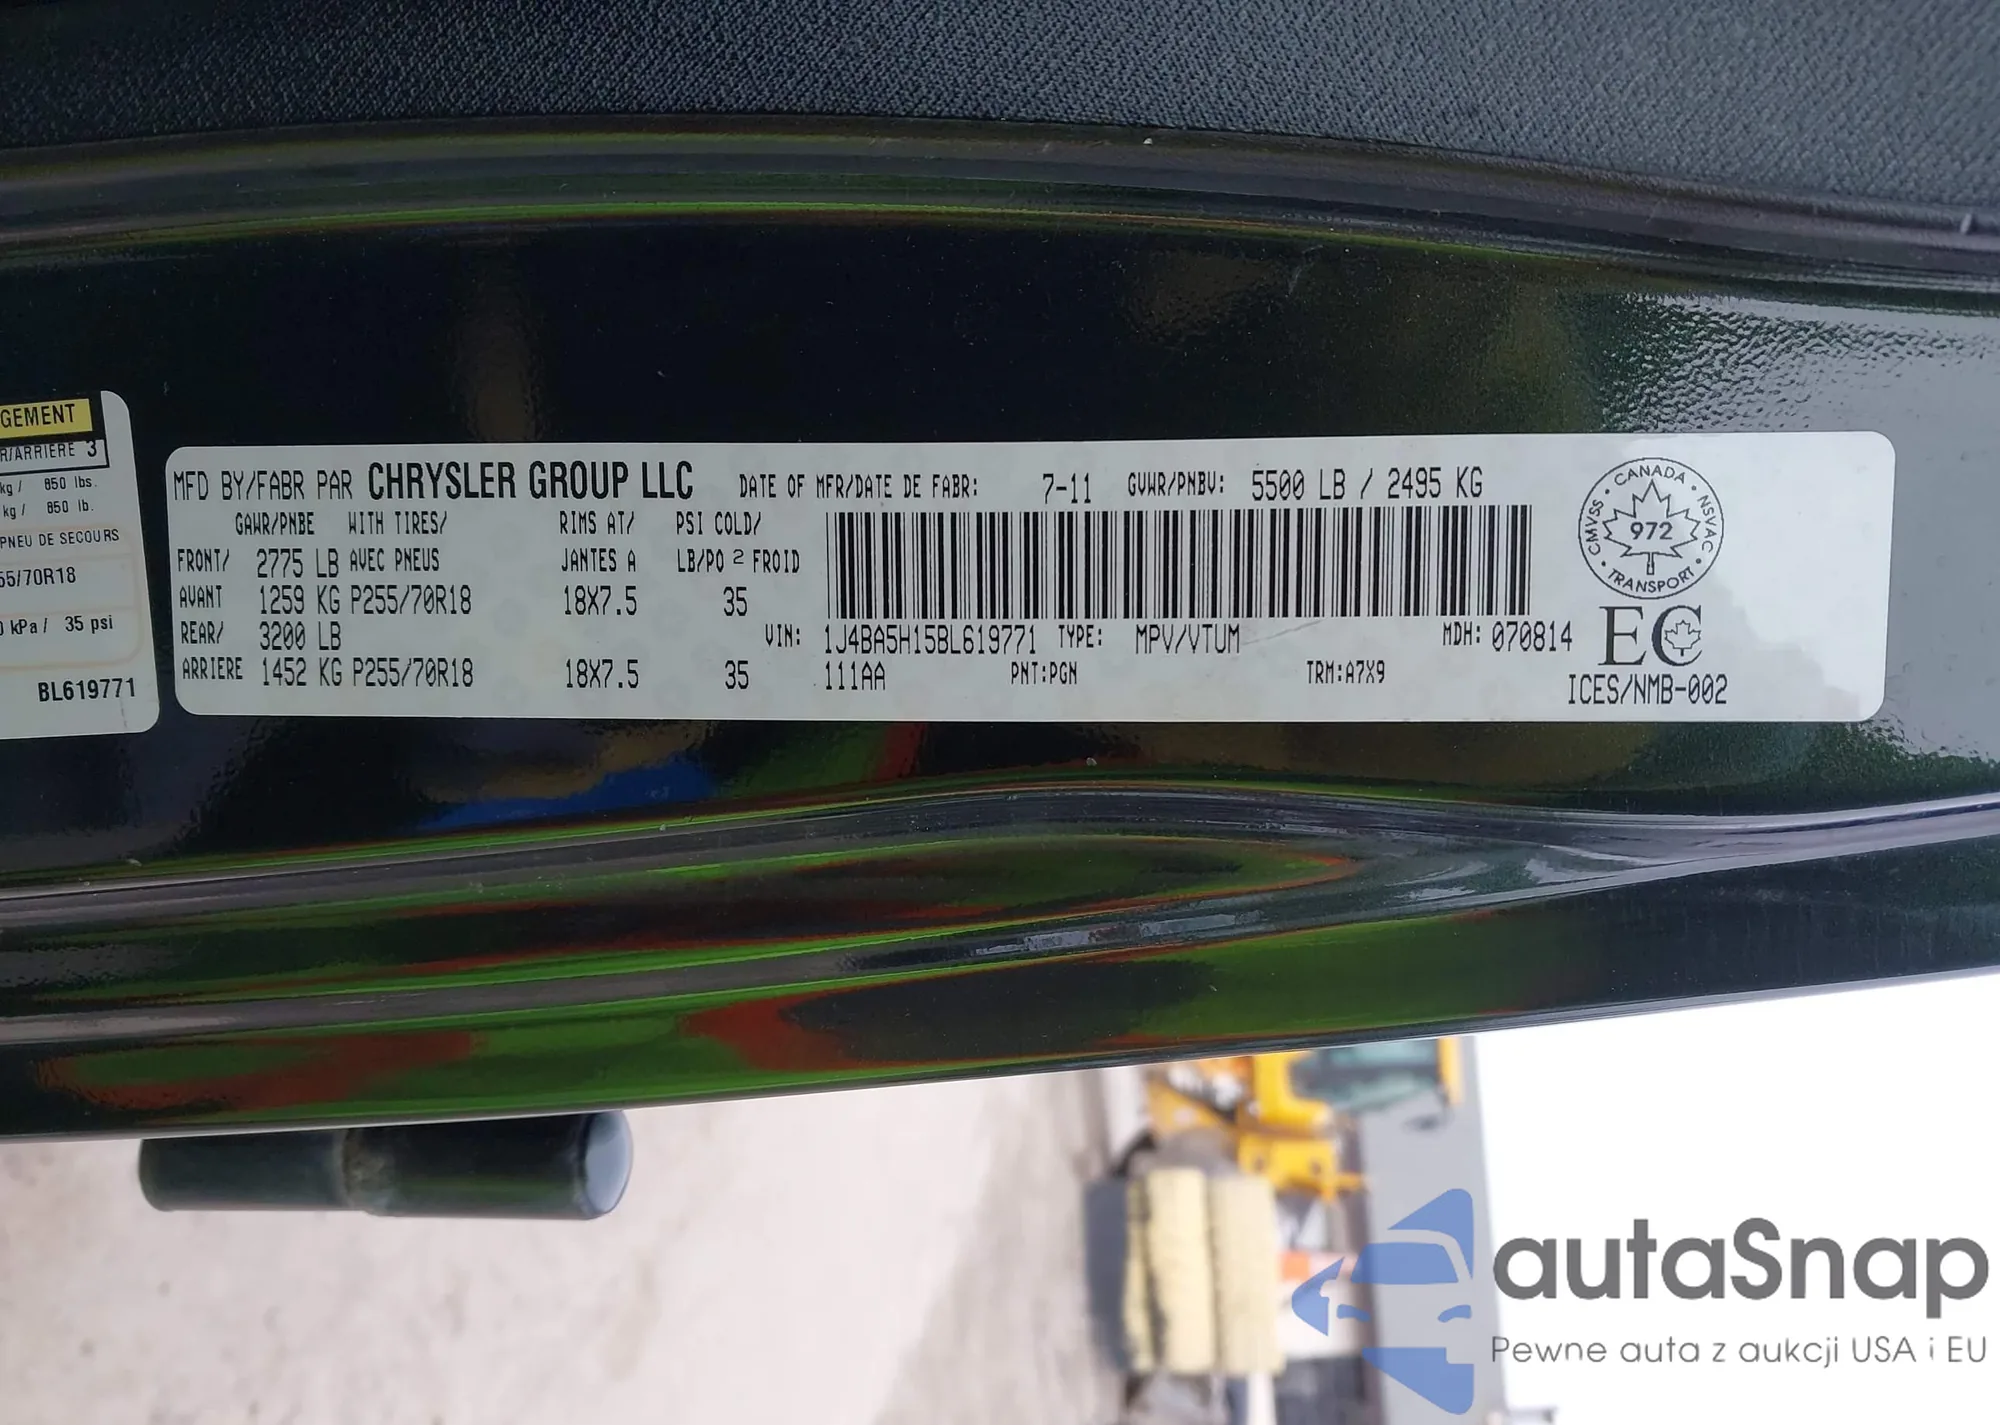 GEMENT
R/ARRIÈRE 3
kg / 850 lbs.
kg / 850 lb.
PNEU DE SECOURS
55/70R18
0 kPa / 35 psi
BL619771
MFD BY/FABR PAR CHRYSLER GROUP LLC DATE OF MFR/DATE DE FABR: 7-11 GVWR/PNBV: 5500 LB / 2495 KG
GAWR/PNBE WITH TIRES/ RIMS AT/ PSI COLD/
FRONT/ 2775 LB AVEC PNEUS JANTES A LB/PO 2 FROID
AVANT 1259 KG P255/70R18 18X7.5 35
REAR/ 3200 LB
ARRIERE 1452 KG P255/70R18 18X7.5 35
VIN: 1J4BA5H15BL619771 TYPE: MPV/VTUM MDH: 070814
111AA PNT:PGN TRM:A7X9
CANADA · NSVAC · TRANSPORT · CMVSS ·
972
EC
ICES/NMB-002
autaSnap
Pewne auta z aukcji USA i EU